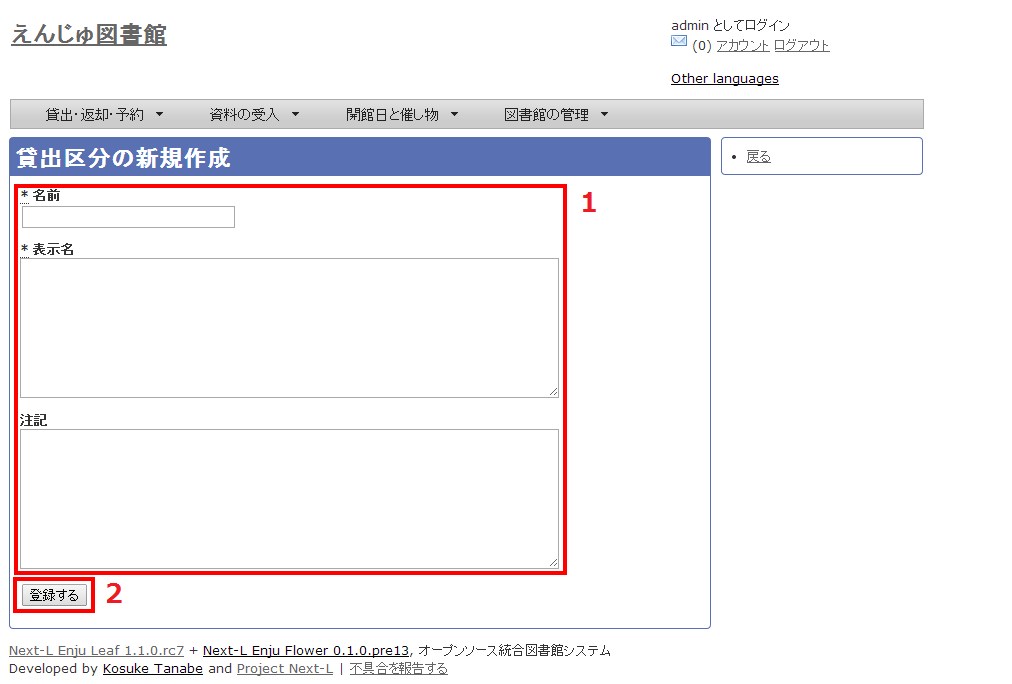 えんじゅ図書館
admin としてログイン
(0) アカウント ログアウト
Other languages
貸出・返却・予約 ▼ 資料の受入 ▼ 開館日と催し物 ▼ 図書館の管理 ▼
貸出区分の新規作成
• 戻る
* 名前
1
* 表示名
注記
登録する
2
Next-L Enju Leaf 1.1.0.rc7 + Next-L Enju Flower 0.1.0.pre13, オープンソース統合図書館システム
Developed by Kosuke Tanabe and Project Next-L | 不具合を報告する